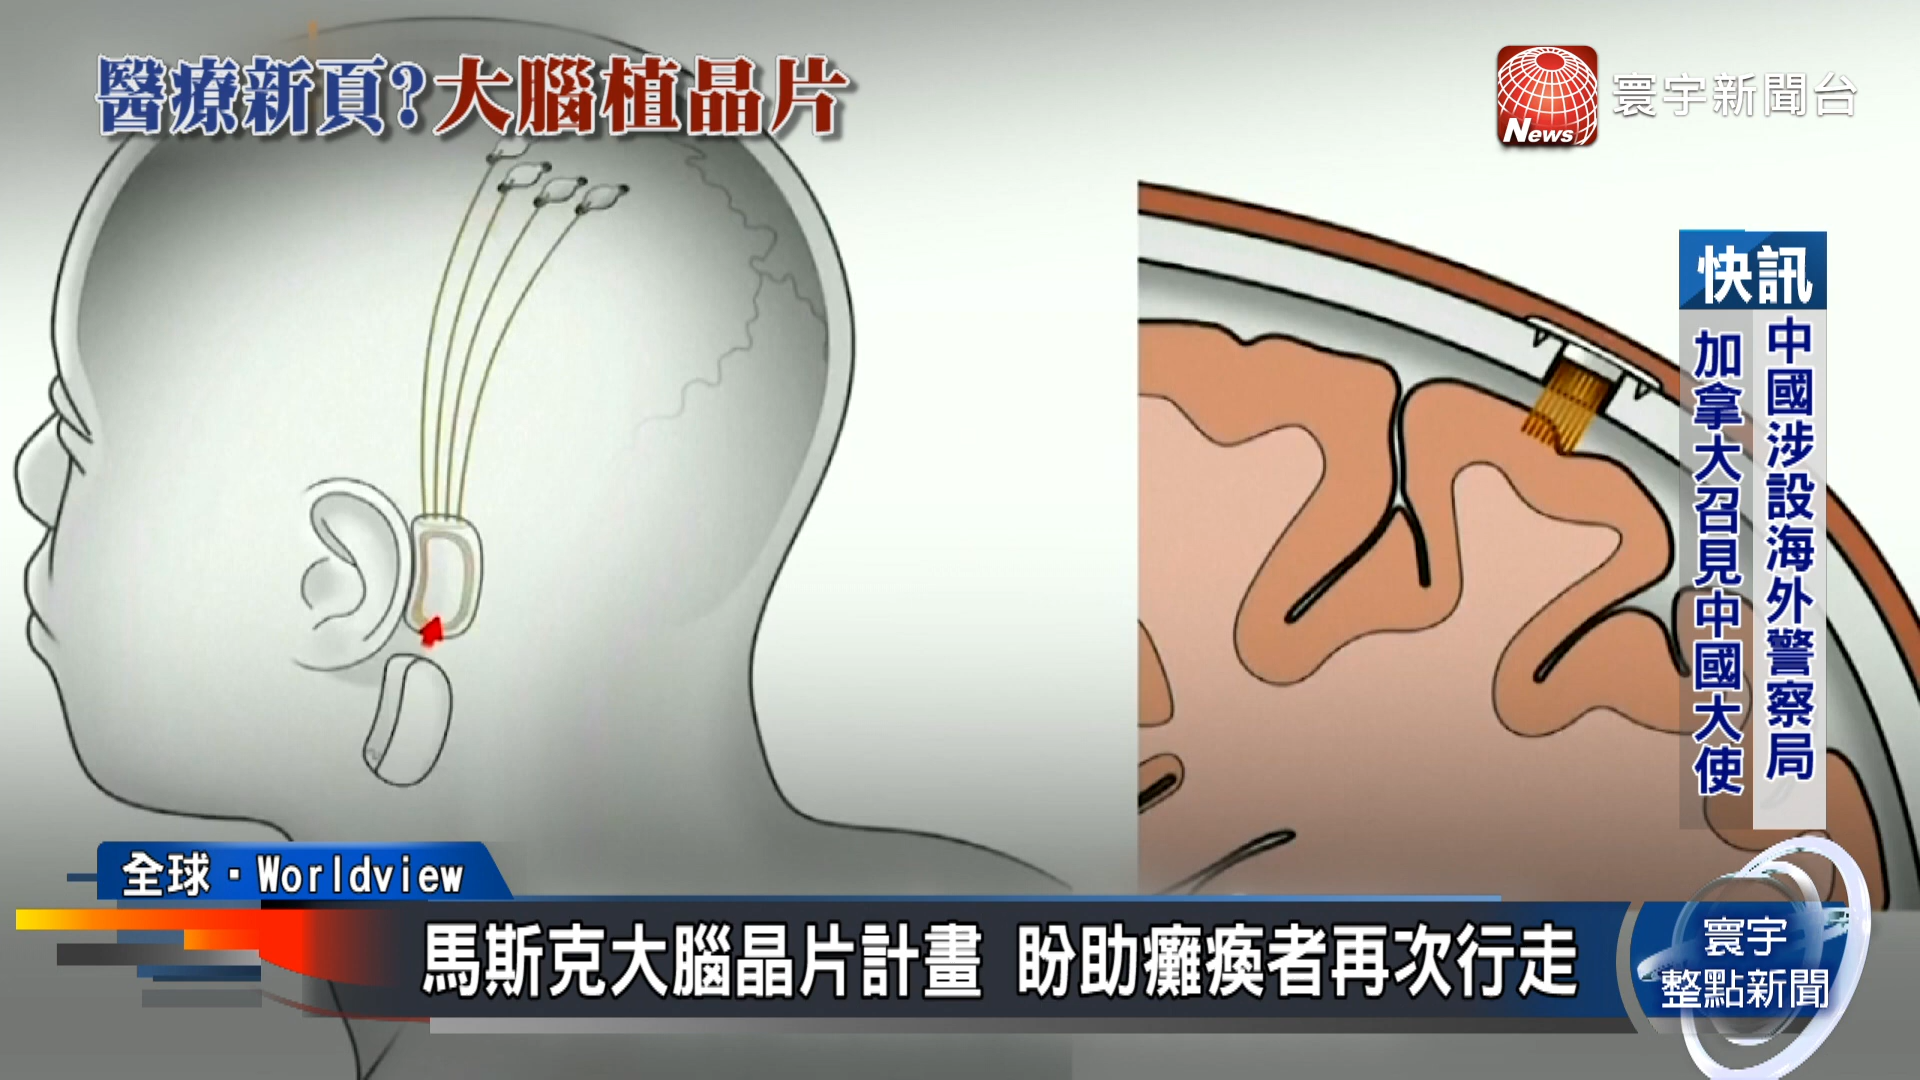 醫療新頁?大腦植晶片
News
寰宇新聞台
快訊
中國涉設海外警察局
加拿大召見中國大使
全球·Worldview
馬斯克大腦晶片計畫 盼助癱瘓者再次行走
寰宇
整點新聞